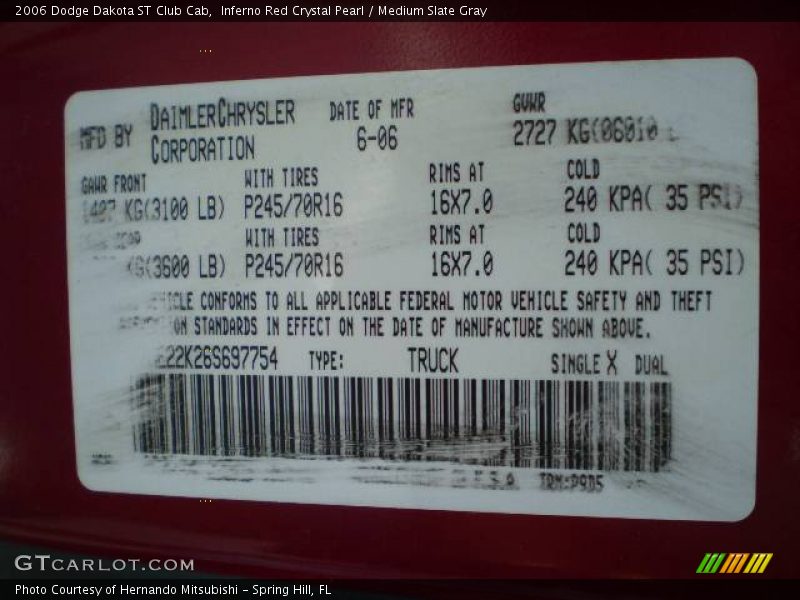 2006 Dodge Dakota ST Club Cab,  Inferno Red Crystal Pearl / Medium Slate Gray
MFD BY DAIMLERCHRYSLER CORPORATION DATE OF MFR 6-06 GVWR 2727 KG(06010
GAWR FRONT WITH TIRES RIMS AT COLD
KG(3100 LB) P245/70R16 16X7.0 240 KPA( 35 PSI)
WITH TIRES RIMS AT COLD
KG(3600 LB) P245/70R16 16X7.0 240 KPA( 35 PSI)
CONFORMS TO ALL APPLICABLE FEDERAL MOTOR VEHICLE SAFETY AND THEFT
STANDARDS IN EFFECT ON THE DATE OF MANUFACTURE SHOWN ABOVE.
22K26S697754 TYPE: TRUCK SINGLE X DUAL
TRM:P9D5
GTCARLOT.COM
Photo Courtesy of Hernando Mitsubishi - Spring Hill, FL